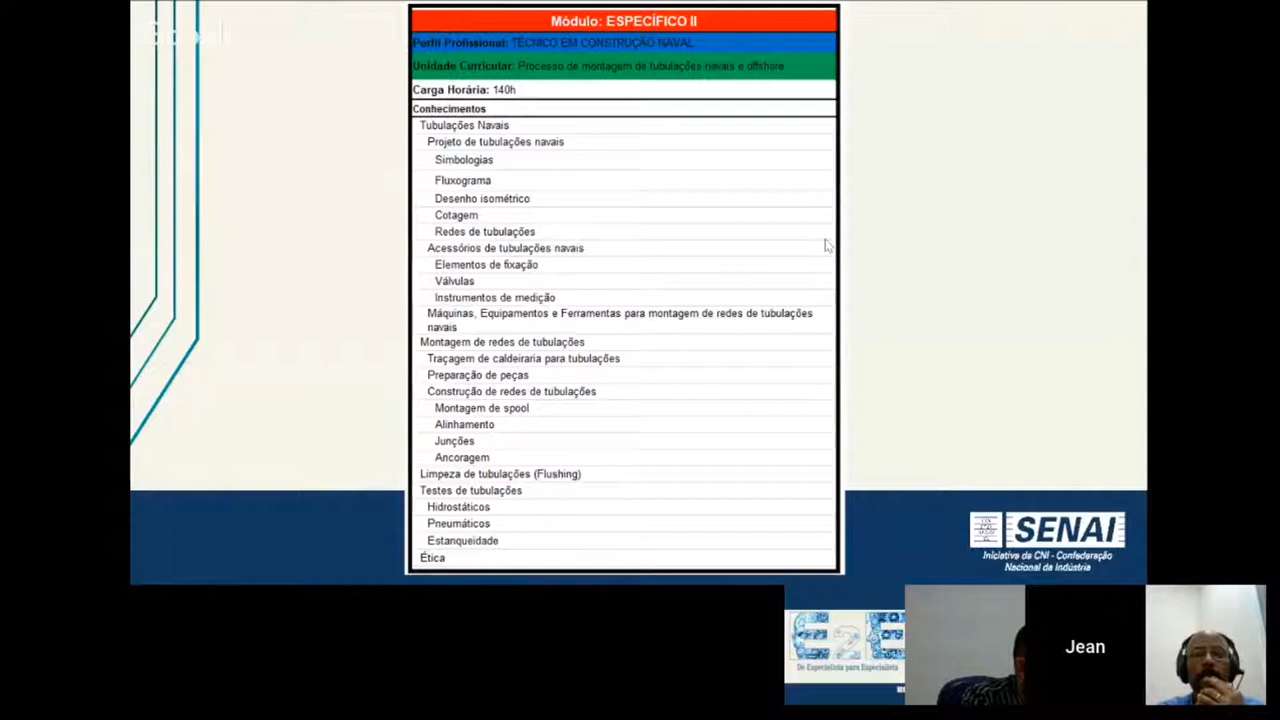 Módulo: ESPECÍFICO II
Perfil Profissional: TÉCNICO EM CONSTRUÇÃO NAVAL
Unidade Curricular: Processo de montagem de tubulações navais e offshore
Carga Horária: 140h
Conhecimentos
Tubulações Navais
Projeto de tubulações navais
Simbologias
Fluxograma
Desenho isométrico
Cotagem
Redes de tubulações
Acessórios de tubulações navais
Elementos de fixação
Válvulas
Instrumentos de medição
Máquinas, Equipamentos e Ferramentas para montagem de redes de tubulações
navais
Montagem de redes de tubulações
Traçagem de caldeiraria para tubulações
Preparação de peças
Construção de redes de tubulações
Montagem de spool
Alinhamento
Junções
Ancoragem
Limpeza de tubulações (Flushing)
Testes de tubulações
Hidrostáticos
Pneumáticos
Estanqueidade
Ética
SENAI
Iniciativa da CNI - Confederação
Nacional da Indústria
E2E
De Especialista para Especialista
Jean